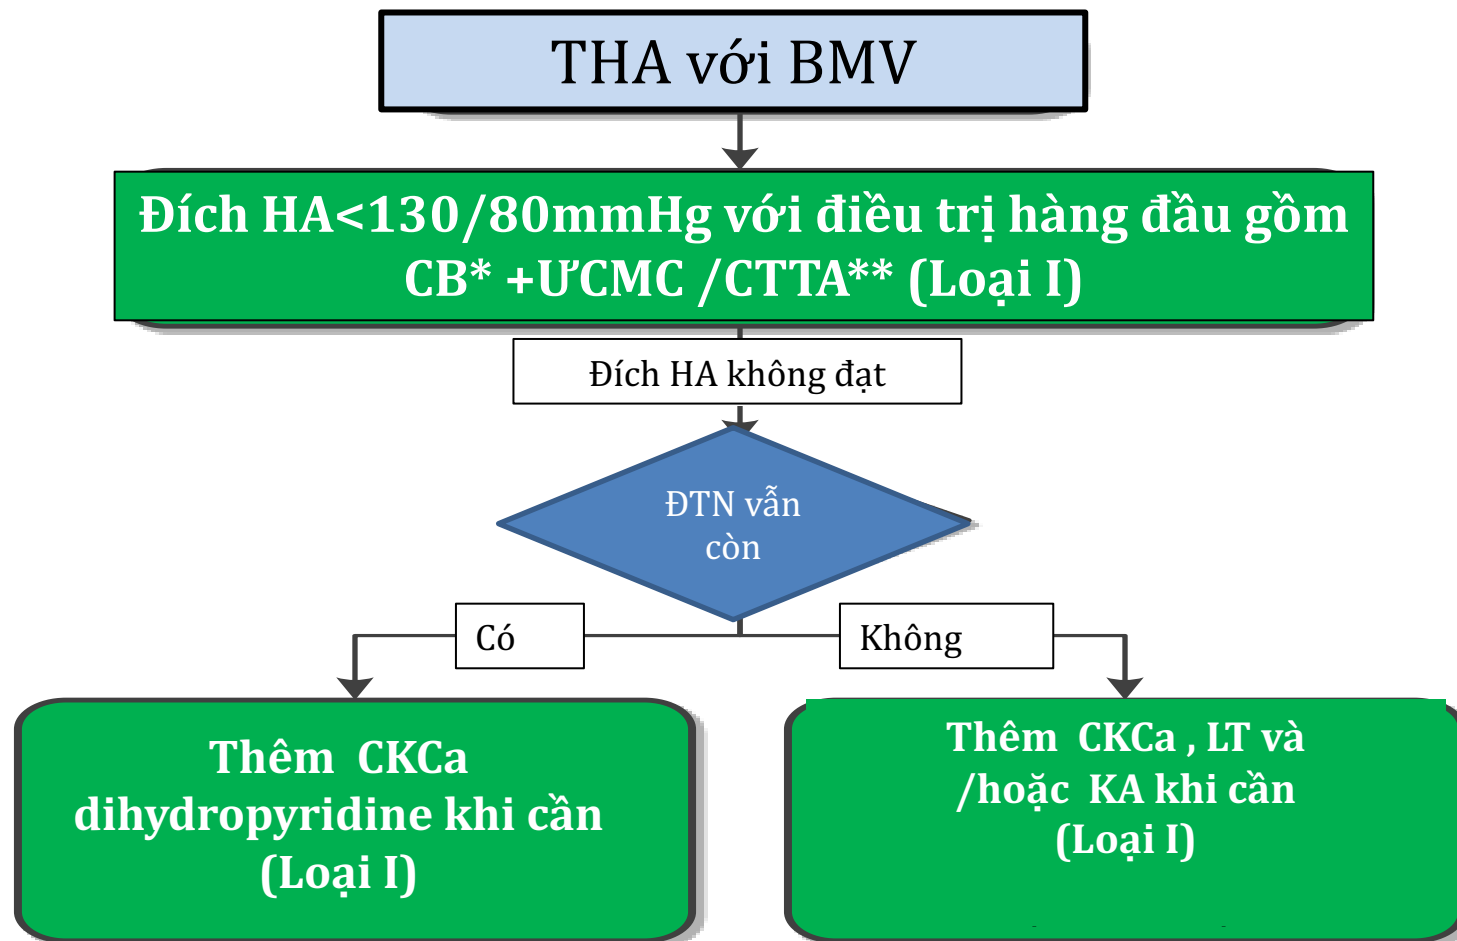 THA với BMV
Đích HA<130/80mmHg với điều trị hàng đầu gồm
CB* +ƯCMC /CTTA** (Loại I)
Đích HA không đạt
ĐTN vẫn
còn
Có
Không
Thêm CKCa
dihydropyridine khi cần
(Loại I)
Thêm CKCa , LT và
/hoặc KA khi cần
(Loại I)